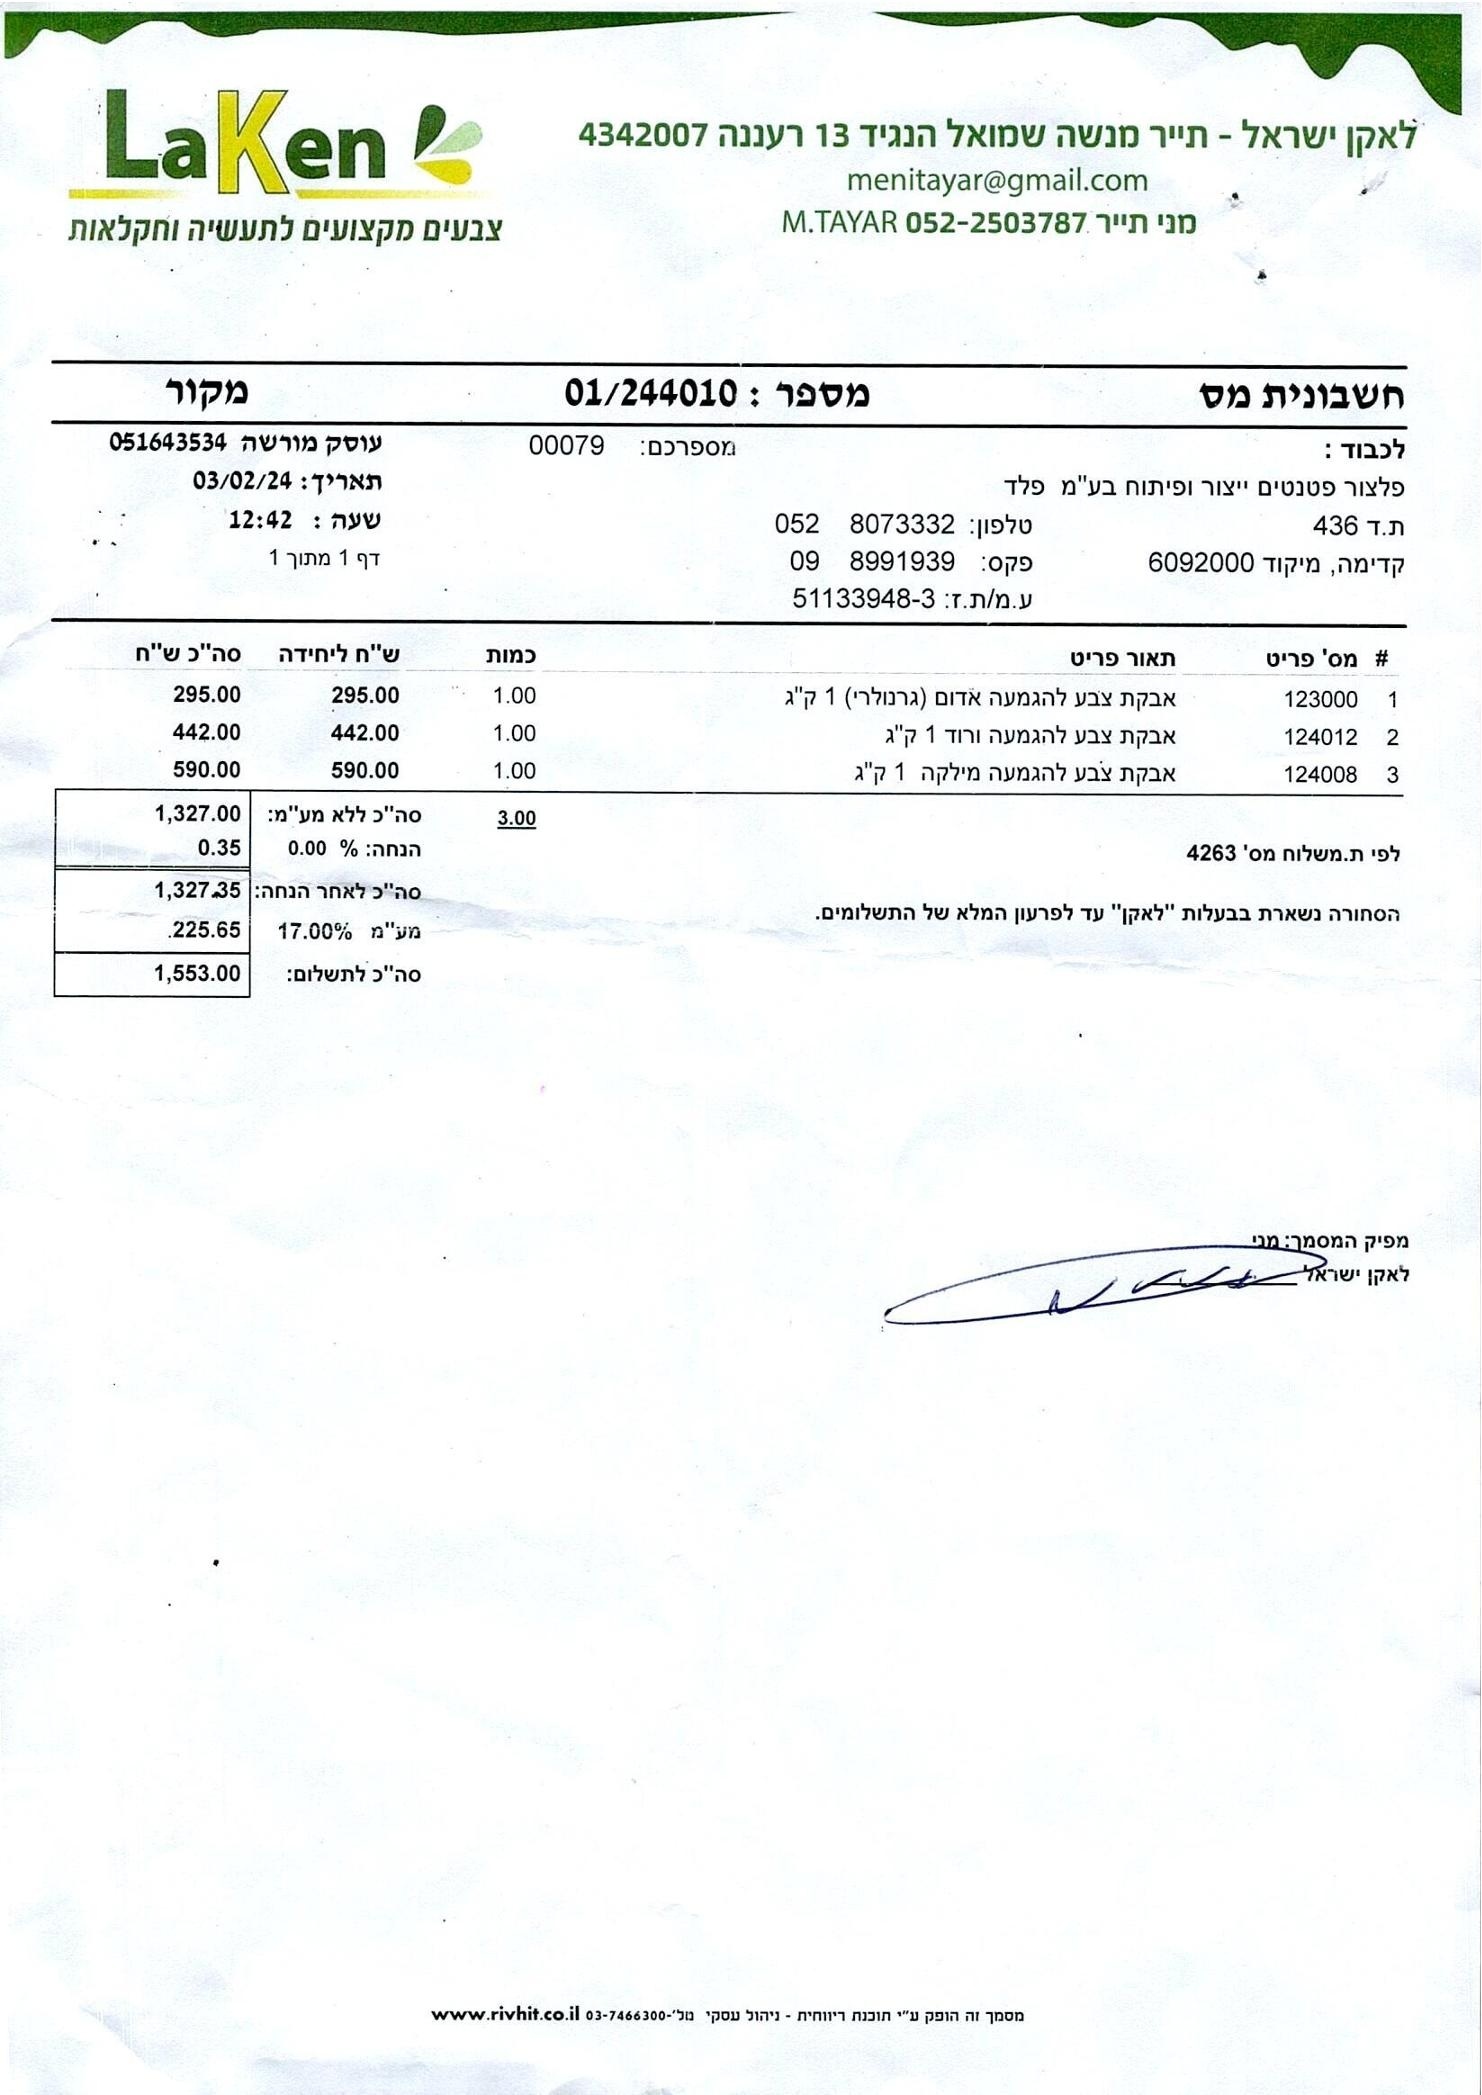 LaKen
צבעים מקצועים לתעשיה וחקלאות
לאקן ישראל - תייר מנשה שמואל הנגיד 13 רעננה 4342007
menitayar@gmail.com
מני תייר M.TAYAR 052-2503787
חשבונית מס מספר : 01/244010 מקור
לכבוד : מספרכם: 00079 עוסק מורשה 051643534
פלצור פטנטים ייצור ופיתוח בע"מ פלד תאריך: 03/02/24
ת.ד 436 טלפון: 052 8073332 שעה : 12:42
קדימה, מיקוד 6092000 פקס: 09 8991939 דף 1 מתוך 1
ע.מ/ת.ז: 51133948-3
# מס' פריט תאור פריט כמות ש"ח ליחידה סה"כ ש"ח
1 123000 אבקת צבע להגמעה אדום (גרנולרי) 1 ק"ג 1.00 295.00 295.00
2 124012 אבקת צבע להגמעה ורוד 1 ק"ג 1.00 442.00 442.00
3 124008 אבקת צבע להגמעה מילקה 1 ק"ג 1.00 590.00 590.00
3.00 סה"כ ללא מע"מ: 1,327.00
לפי ת.משלוח מס' 4263 הנחה: % 0.00 0.35
סה"כ לאחר הנחה: 1,327.35
הסחורה נשארת בבעלות "לאקן" עד לפרעון המלא של התשלומים. מע"מ 17.00% 225.65
סה"כ לתשלום: 1,553.00
מפיק המסמך: מני
לאקן ישראל
מסמך זה הופק ע"י תוכנת ריווחית - ניהול עסקי טל'-03-7466300 www.rivhit.co.il